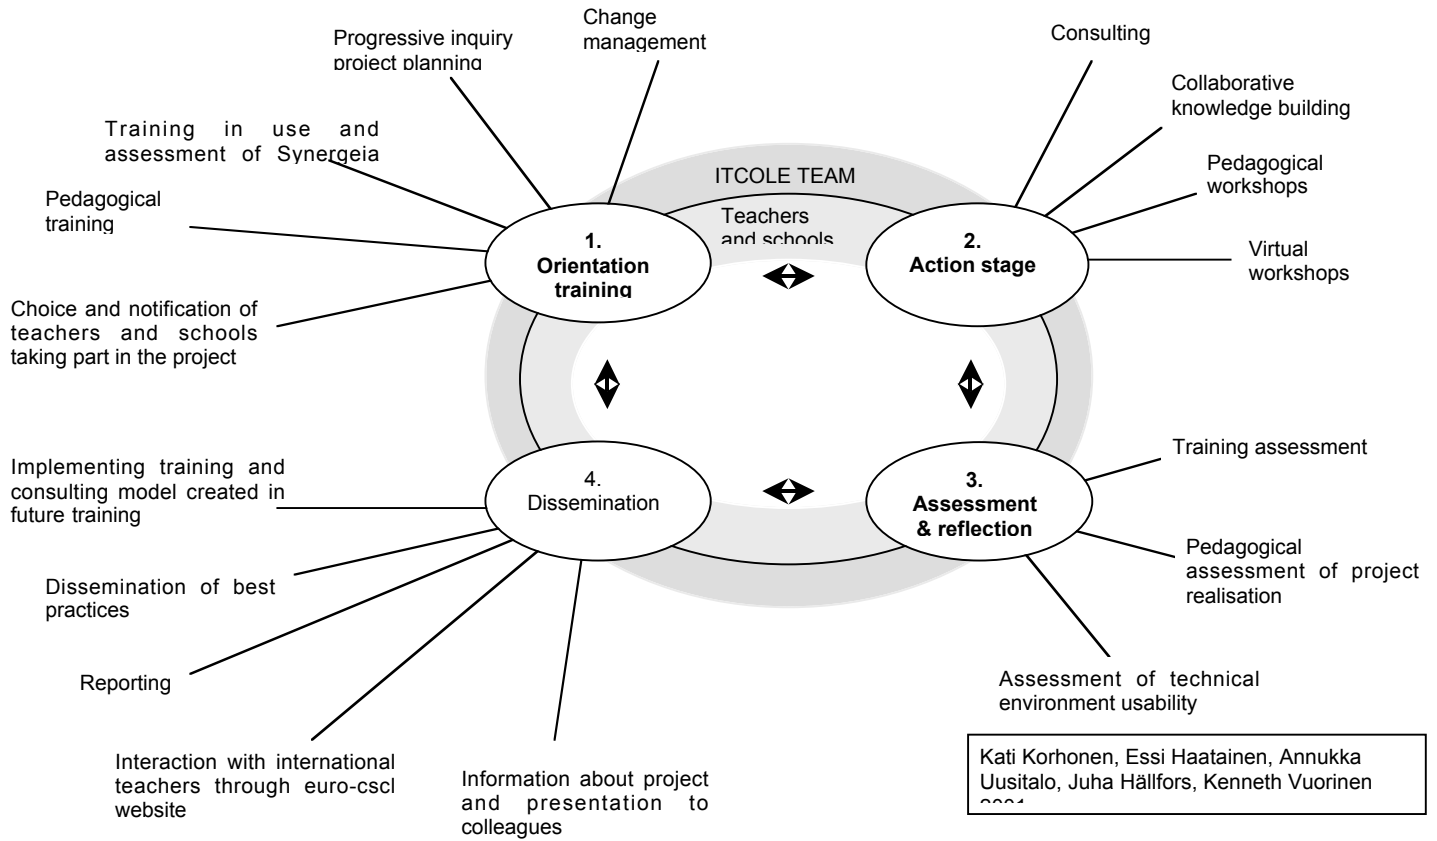 Change
management
Progressive inquiry
project planning
Training in use and
assessment of Synergeia
Pedagogical
training
Choice and notification of
teachers and schools
taking part in the project
ITCOLE TEAM
Teachers
and schools
1.
Orientation
training
2.
Action stage
Consulting
Collaborative
knowledge building
Pedagogical
workshops
Virtual
workshops
3.
Assessment
& reflection
Training assessment
Pedagogical
assessment of project
realisation
Assessment of technical
environment usability
4.
Dissemination
Implementing training and
consulting model created in
future training
Dissemination of best
practices
Reporting
Interaction with international
teachers through euro-cscl
website
Information about project
and presentation to
colleagues
Kati Korhonen, Essi Haatainen, Annukka
Uusitalo, Juha Hällfors, Kenneth Vuorinen
2001